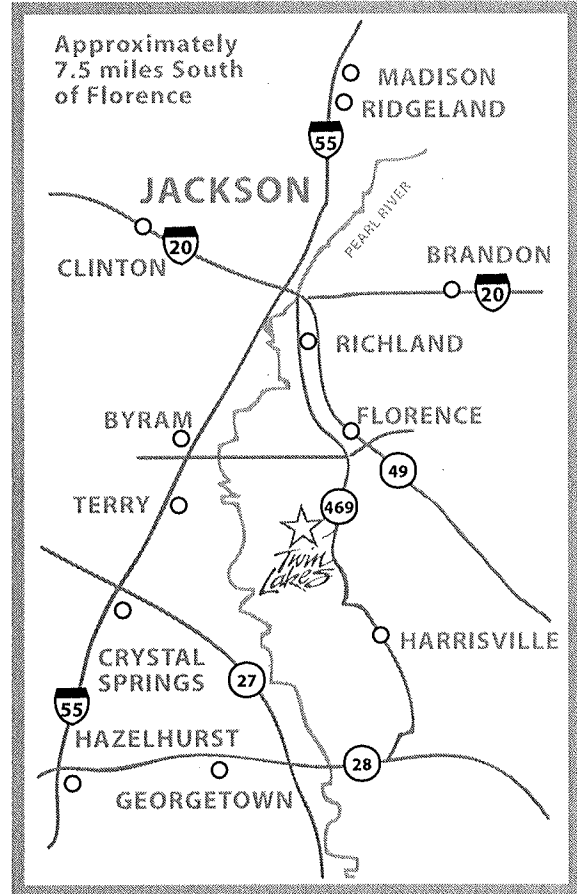 Approximately
7.5 miles South
of Florence
MADISON
RIDGELAND
55
JACKSON
PEARL RIVER
20
CLINTON
BRANDON
20
RICHLAND
BYRAM
FLORENCE
49
TERRY
469
Twin
Lakes
HARRISVILLE
CRYSTAL
SPRINGS
27
55
HAZELHURST
28
GEORGETOWN